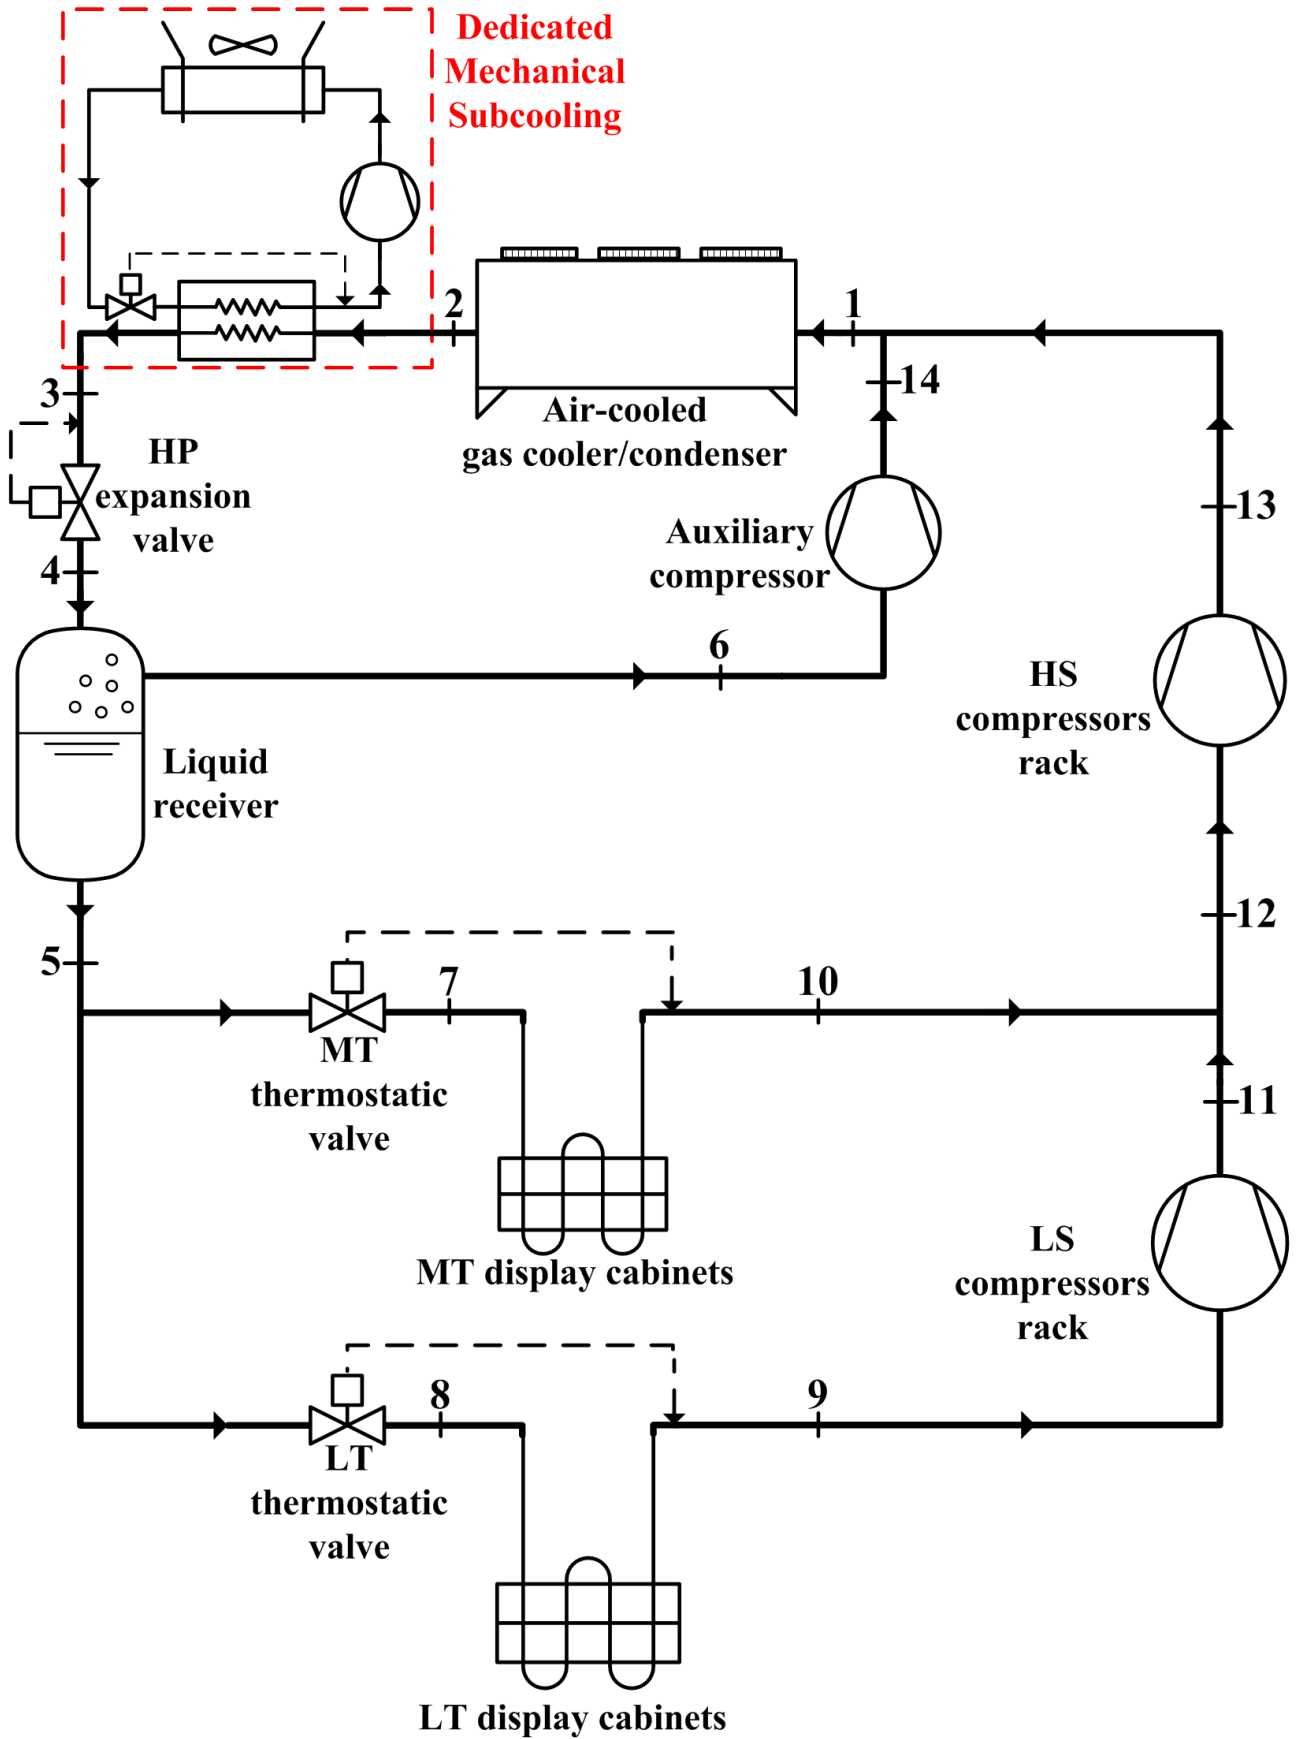 Dedicated
Mechanical
Subcooling
2
1
14
3
Air-cooled
gas cooler/condenser
HP
expansion
valve
13
Auxiliary
compressor
4
6
HS
compressors
rack
Liquid
receiver
12
5
7
10
MT
thermostatic
valve
11
MT display cabinets
LS
compressors
rack
8
9
LT
thermostatic
valve
LT display cabinets